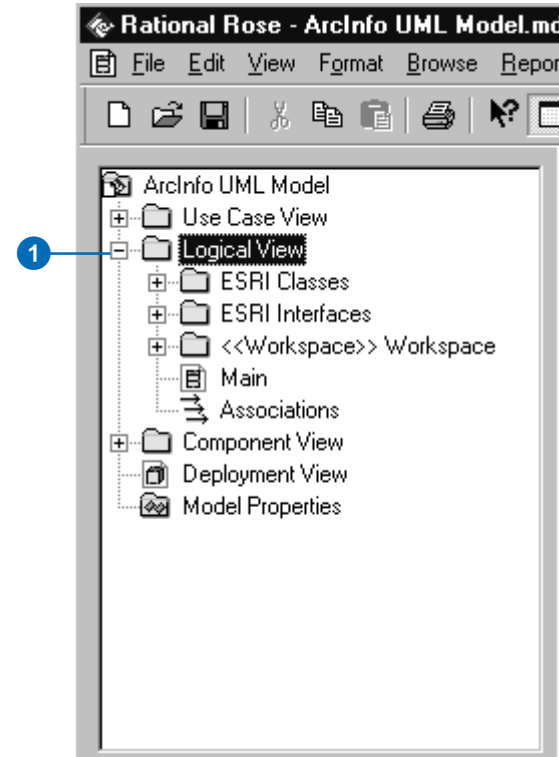 Rational Rose - ArcInfo UML Model.mo
File Edit View Format Browse Repor
ArcInfo UML Model
Use Case View
1
Logical View
ESRI Classes
ESRI Interfaces
<<Workspace>> Workspace
Main
Associations
Component View
Deployment View
Model Properties